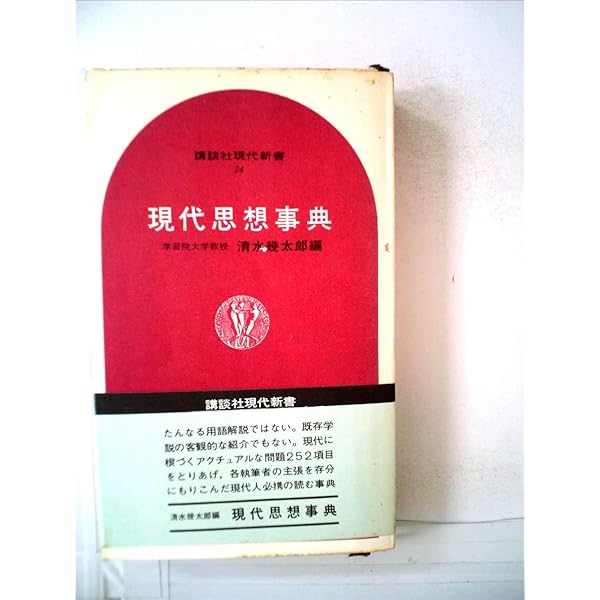 講談社現代新書
24
現代思想事典
学習院大学教授 清水幾太郎編
講談社現代新書
たんなる用語解説ではない。既存学
説の客観的な紹介でもない。現代に
根づくアクチュアルな問題252項目
をとりあげ，各執筆者の主張を存分
にもりこんだ現代人必携の読む事典
清水幾太郎編 現代思想事典